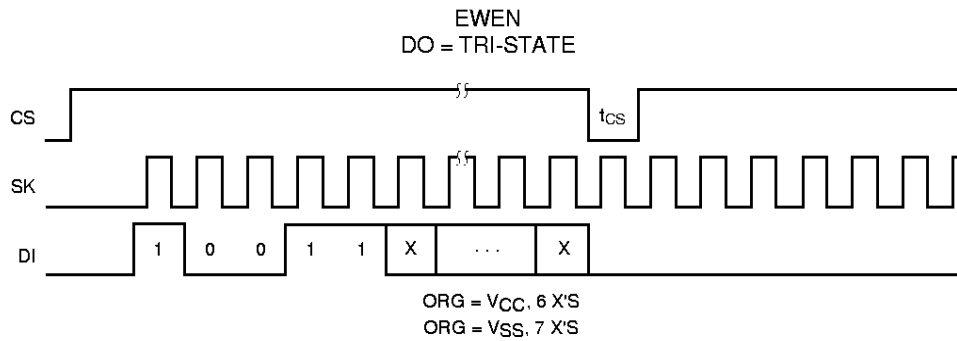 EWEN
DO = TRI-STATE
CS
tCS
SK
DI
1 0 0 1 1 X · · · X
ORG = VCC, 6 X'S
ORG = VSS, 7 X'S